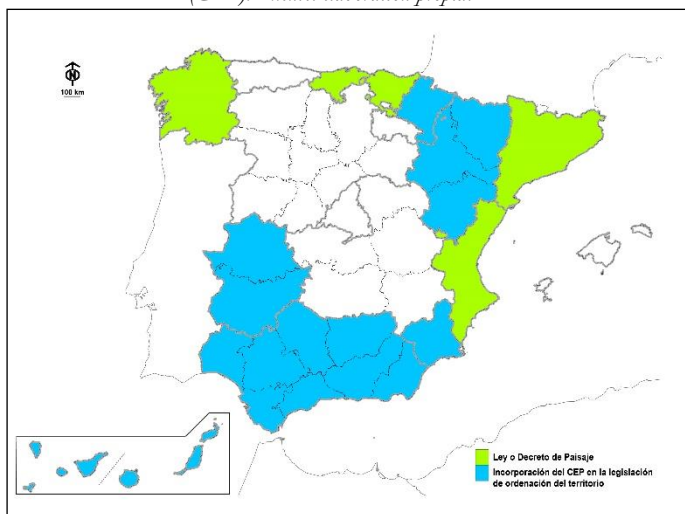 100 km
Ley o Decreto de Paisaje
Incorporación del CEP en la legislación
de ordenación del territorio